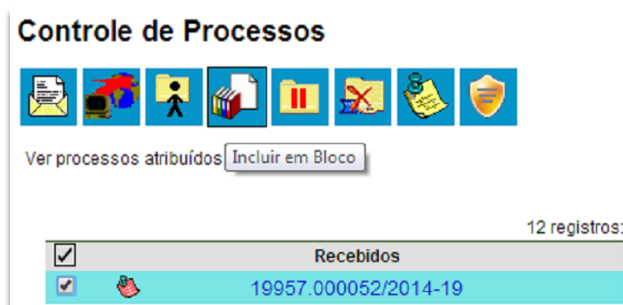 Controle de Processos
Ver processos atribuídos Incluir em Bloco
12 registros:
Recebidos
19957.000052/2014-19